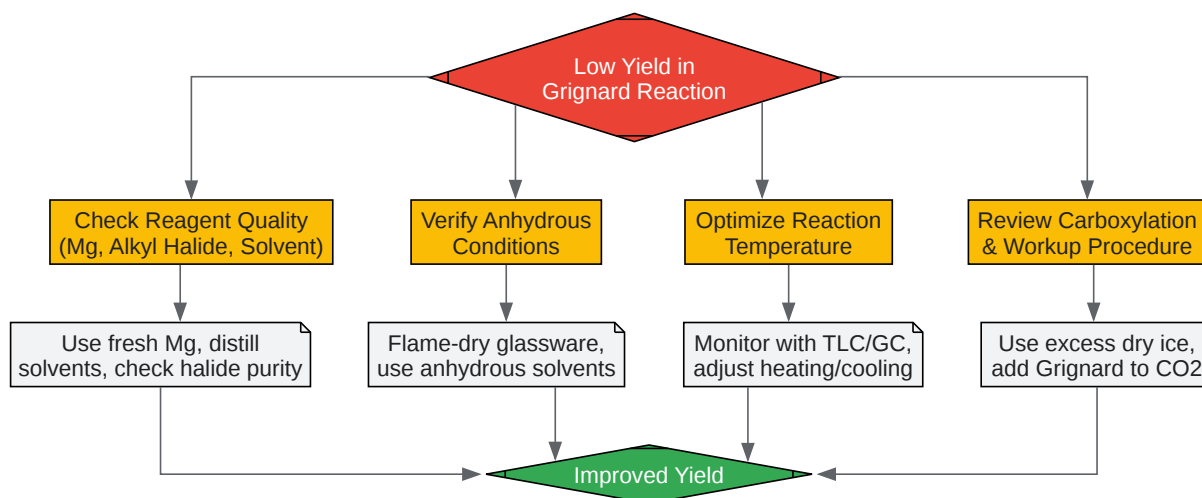 Low Yield in
Grignard Reaction
Check Reagent Quality
(Mg, Alkyl Halide, Solvent)
Verify Anhydrous
Conditions
Optimize Reaction
Temperature
Review Carboxylation
& Workup Procedure
Use fresh Mg, distill
solvents, check halide purity
Flame-dry glassware,
use anhydrous solvents
Monitor with TLC/GC,
adjust heating/cooling
Use excess dry ice,
add Grignard to CO2
Improved Yield